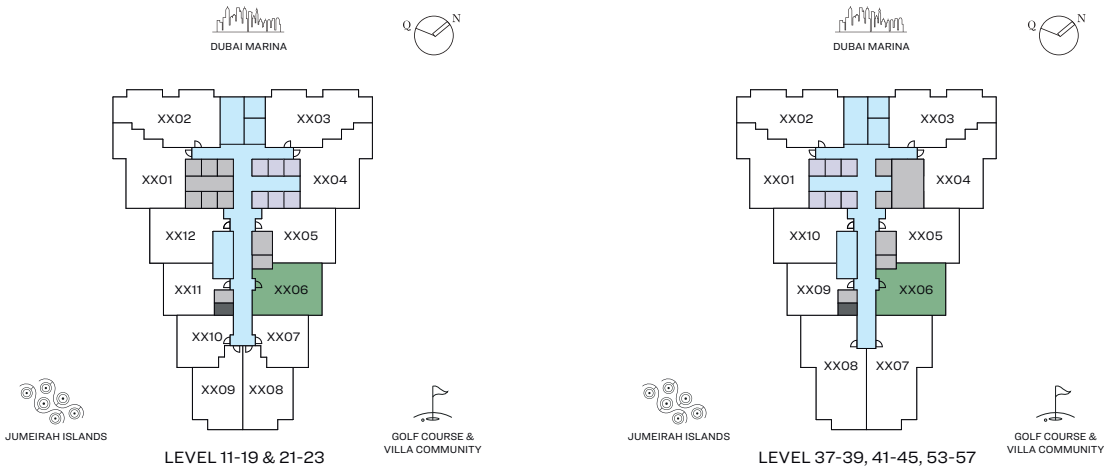 DUBAI MARINA
Q N
XX02
XX03
XX01
XX04
XX12
XX05
XX11
XX06
XX10
XX07
XX09
XX08
JUMEIRAH ISLANDS
GOLF COURSE &
VILLA COMMUNITY
LEVEL 11-19 & 21-23
DUBAI MARINA
Q N
XX02
XX03
XX01
XX04
XX10
XX05
XX09
XX06
XX08
XX07
JUMEIRAH ISLANDS
GOLF COURSE &
VILLA COMMUNITY
LEVEL 37-39, 41-45, 53-57